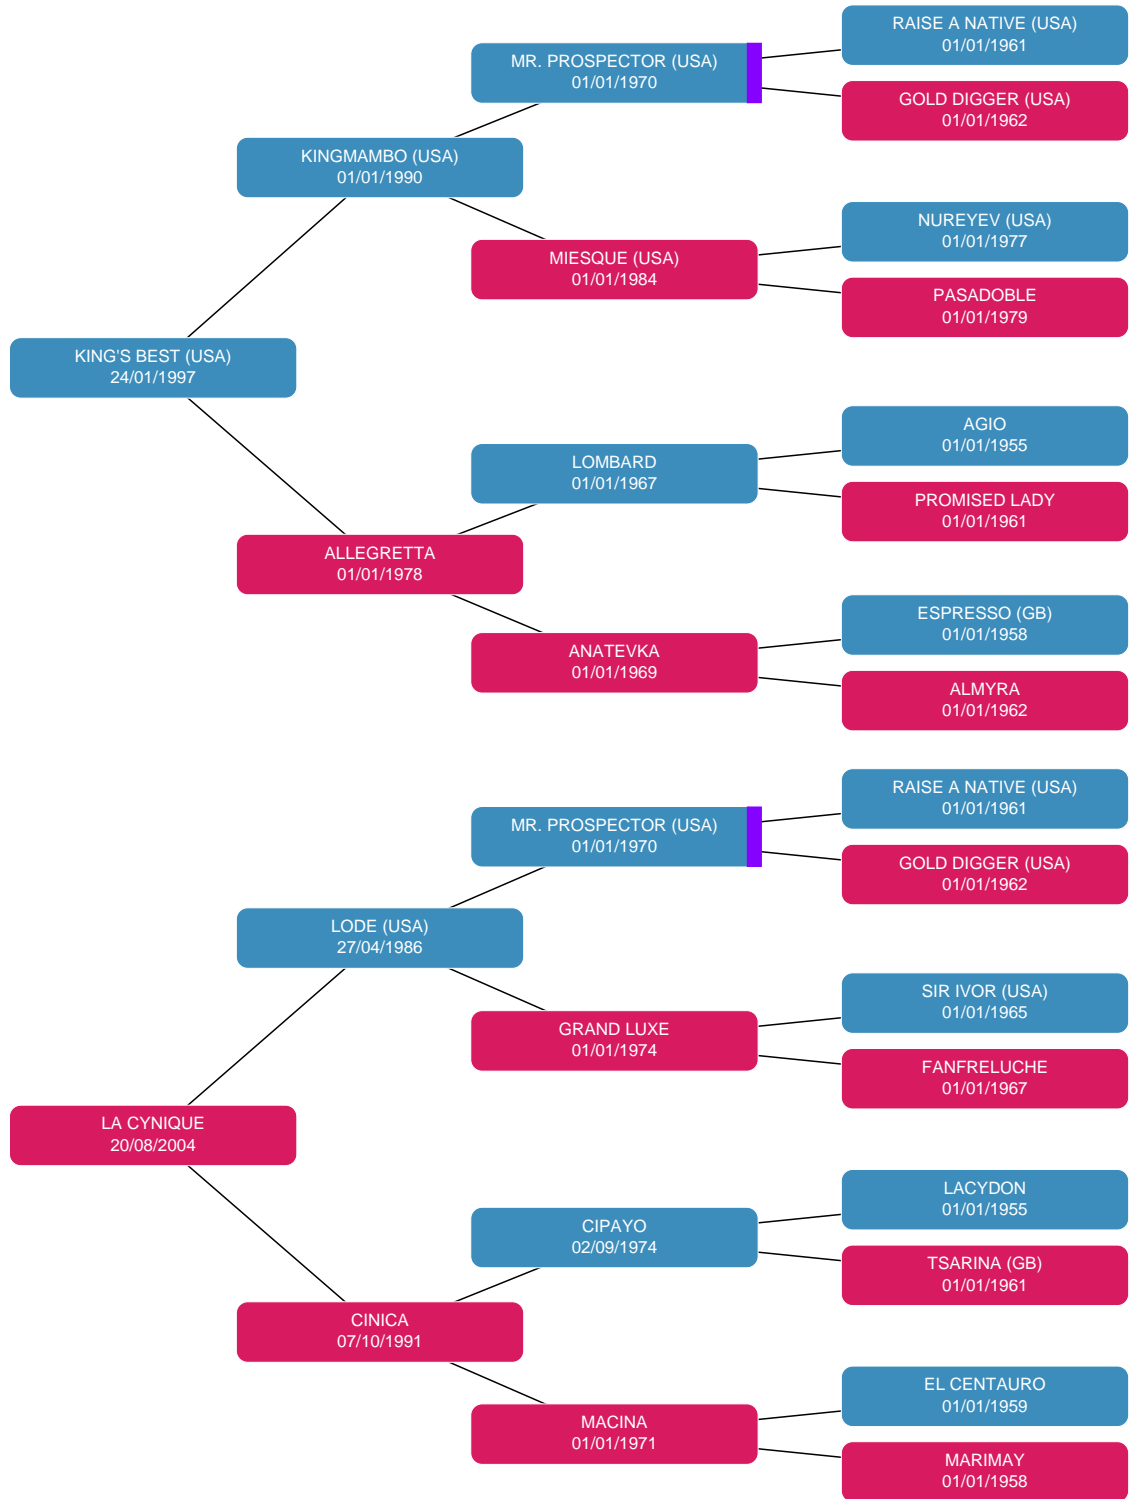 RAISE A NATIVE (USA)
01/01/1961
MR. PROSPECTOR (USA)
01/01/1970
GOLD DIGGER (USA)
01/01/1962
KINGMAMBO (USA)
01/01/1990
NUREYEV (USA)
01/01/1977
MIESQUE (USA)
01/01/1984
PASADOBLE
01/01/1979
KING'S BEST (USA)
24/01/1997
AGIO
01/01/1955
LOMBARD
01/01/1967
PROMISED LADY
01/01/1961
ALLEGRETTA
01/01/1978
ESPRESSO (GB)
01/01/1958
ANATEVKA
01/01/1969
ALMYRA
01/01/1962
RAISE A NATIVE (USA)
01/01/1961
MR. PROSPECTOR (USA)
01/01/1970
GOLD DIGGER (USA)
01/01/1962
LODE (USA)
27/04/1986
SIR IVOR (USA)
01/01/1965
GRAND LUXE
01/01/1974
FANFRELUCHE
01/01/1967
LA CYNIQUE
20/08/2004
LACYDON
01/01/1955
CIPAYO
02/09/1974
TSARINA (GB)
01/01/1961
CINICA
07/10/1991
EL CENTAURO
01/01/1959
MACINA
01/01/1971
MARIMAY
01/01/1958